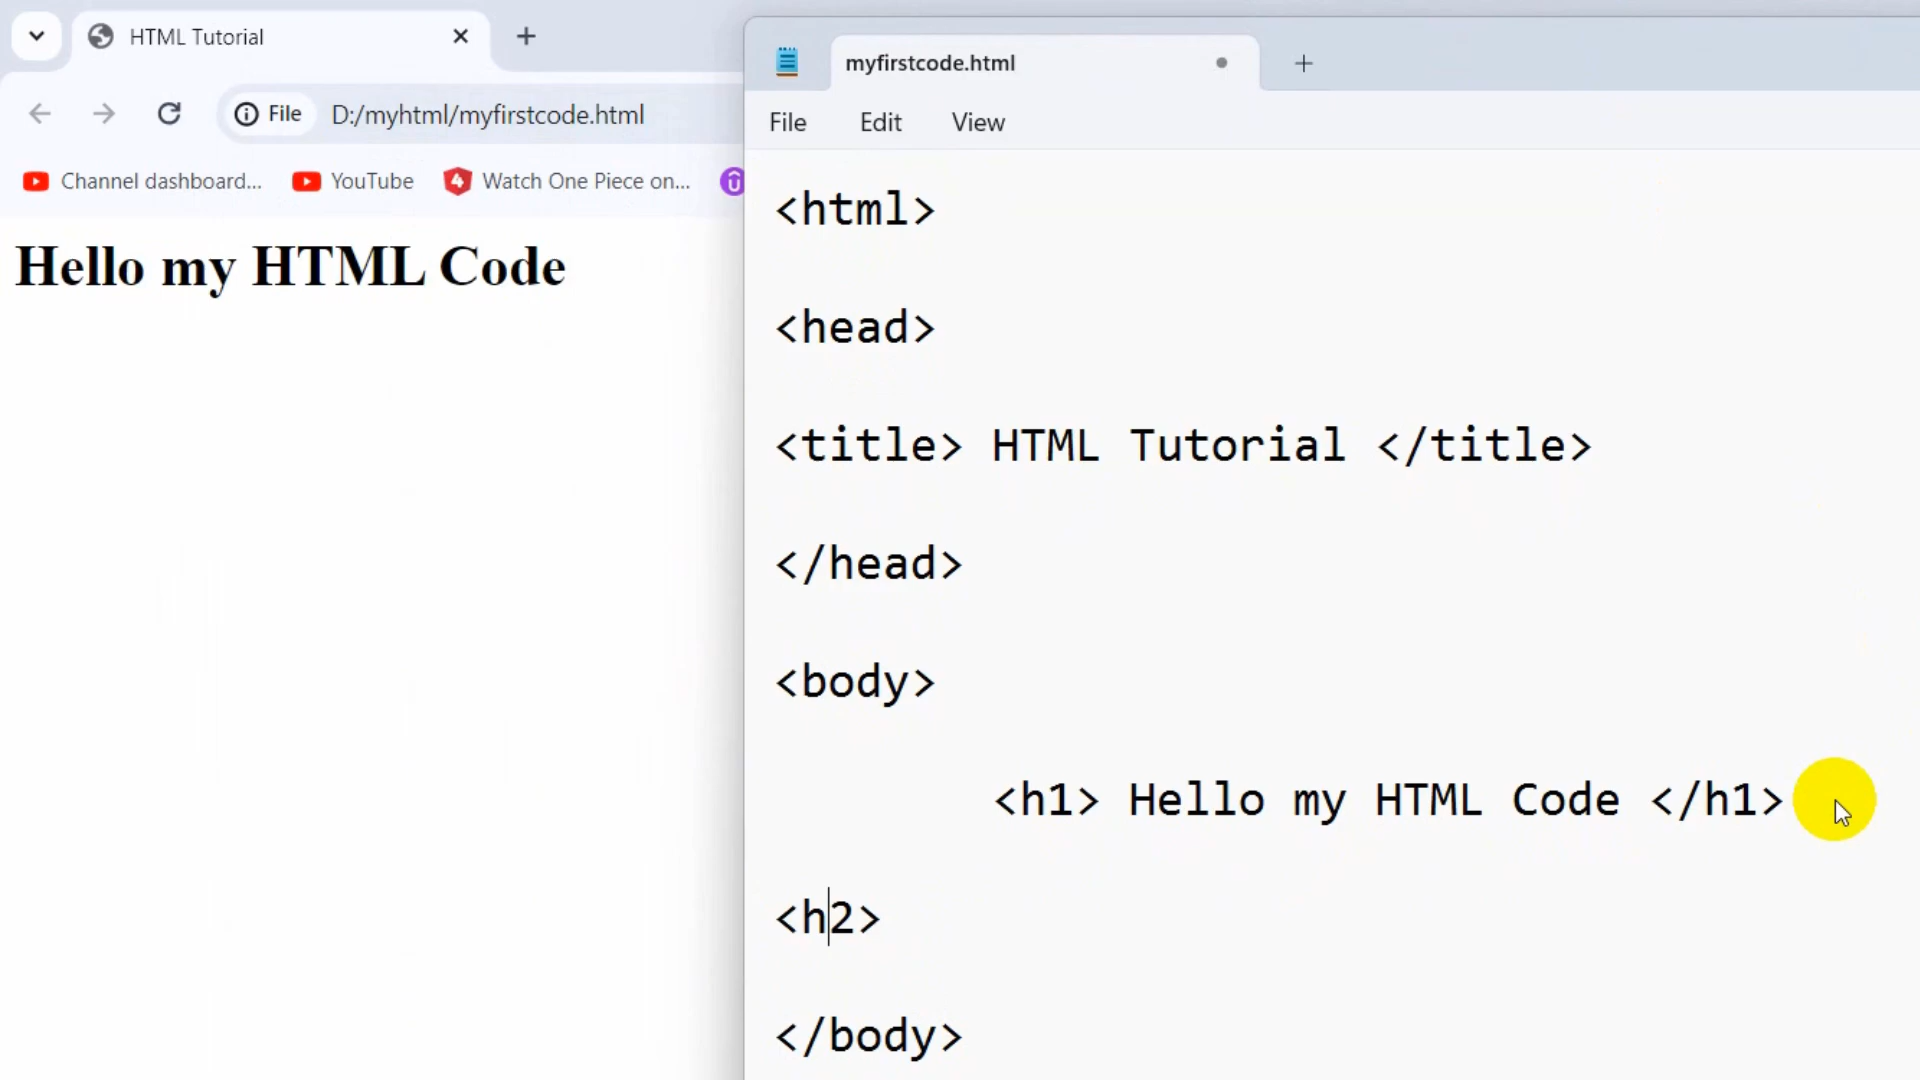 HTML Tutorial
File D:/myhtml/myfirstcode.html
Channel dashboard... YouTube Watch One Piece on...
Hello my HTML Code
myfirstcode.html
File Edit View
<html>
<head>
<title> HTML Tutorial </title>
</head>
<body>
<h1> Hello my HTML Code </h1>
<h2>
</body>